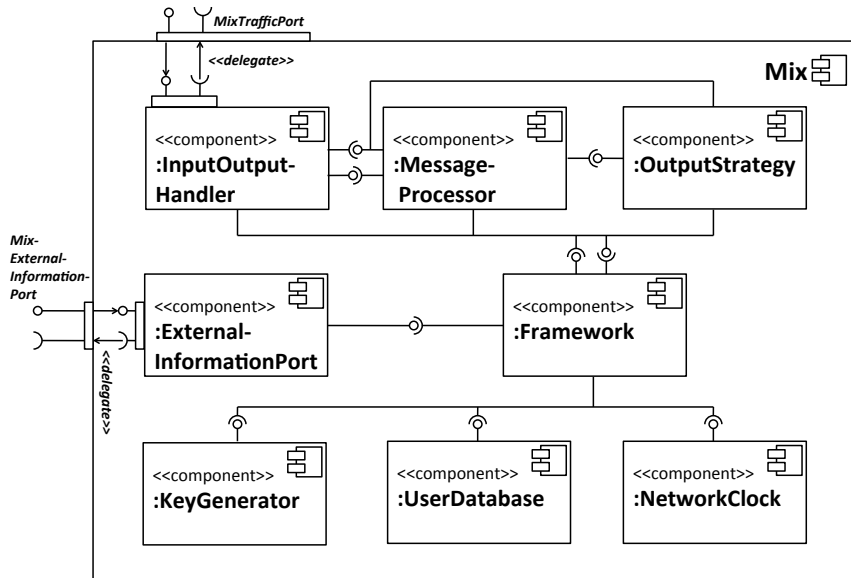 MixTrafficPort
<<delegate>>
Mix
<<component>>
:InputOutput-
Handler
<<component>>
:Message-
Processor
<<component>>
:OutputStrategy
Mix-
External-
Information-
Port
<<delegate>>
<<component>>
:External-
InformationPort
<<component>>
:Framework
<<component>>
:KeyGenerator
<<component>>
:UserDatabase
<<component>>
:NetworkClock